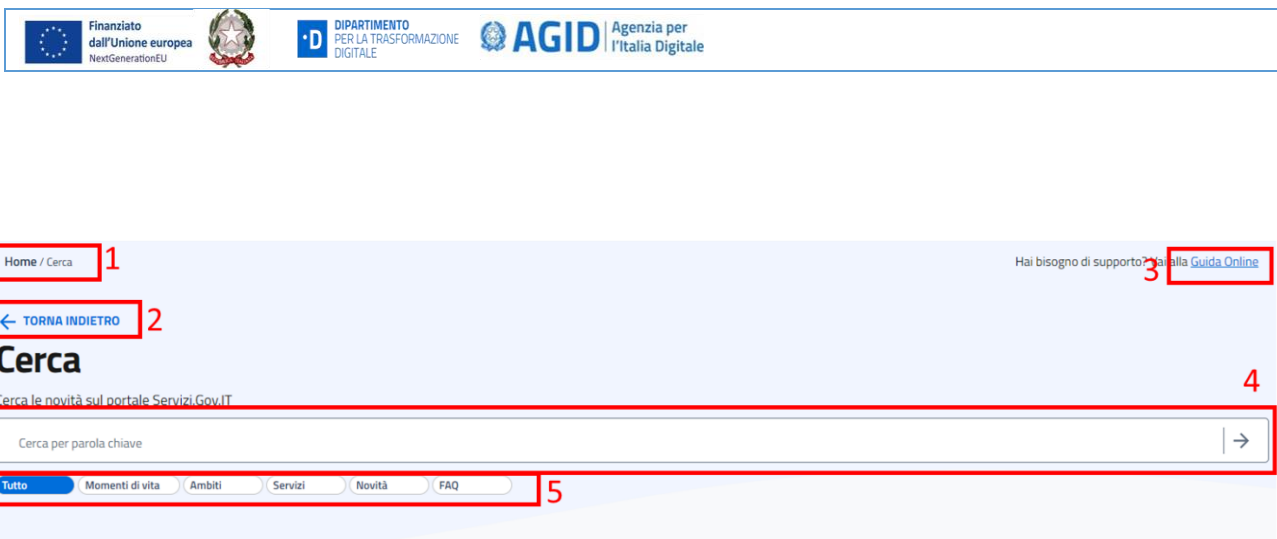 Finanziato
dall'Unione europea
NextGenerationEU
·D
DIPARTIMENTO
PER LA TRASFORMAZIONE
DIGITALE
AGID
Agenzia per
l'Italia Digitale
Home / Cerca
1
Hai bisogno di supporto? Vai alla Guida Online
3
← TORNA INDIETRO
2
Cerca
4
Cerca le novità sul portale Servizi.Gov.IT
Cerca per parola chiave
Tutto Momenti di vita Ambiti Servizi Novità FAQ
5